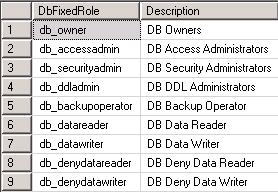 DbFixedRole Description
1 db_owner DB Owners
2 db_accessadmin DB Access Administrators
3 db_securityadmin DB Security Administrators
4 db_ddladmin DB DDL Administrators
5 db_backupoperator DB Backup Operator
6 db_datareader DB Data Reader
7 db_datawriter DB Data Writer
8 db_denydatareader DB Deny Data Reader
9 db_denydatawriter DB Deny Data Writer